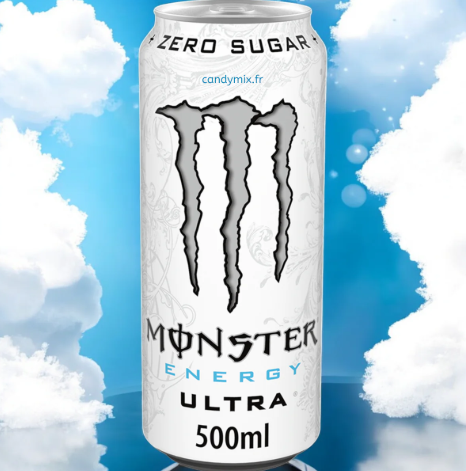 + ZERO SUGAR +
candymix.fr
MONSTER
ENERGY
ULTRA
500ml